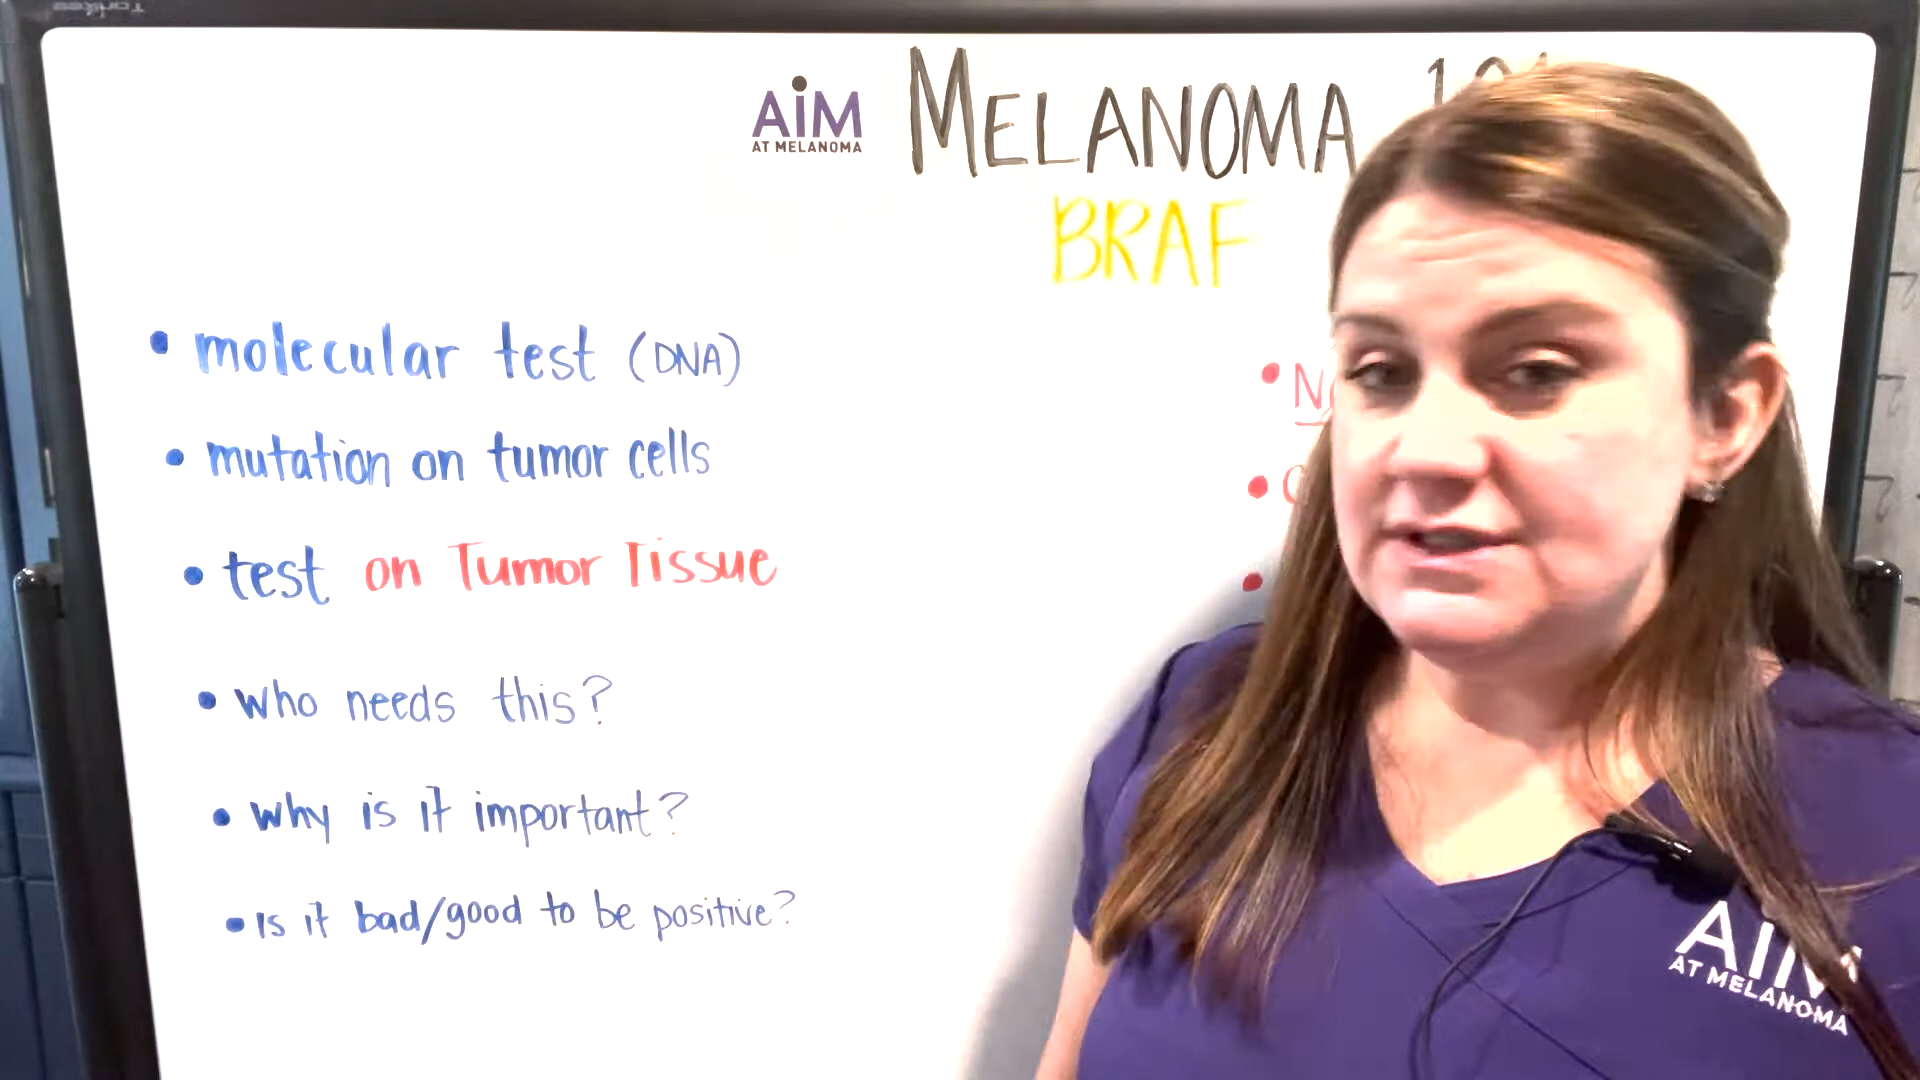 AiM
AT MELANOMA
MELANOMA
BRAF
• molecular test (DNA)
• mutation on tumor cells
• test on Tumor Tissue
• who needs this?
• why is it important?
• Is it bad/good to be positive?
AIM
AT MELANOMA